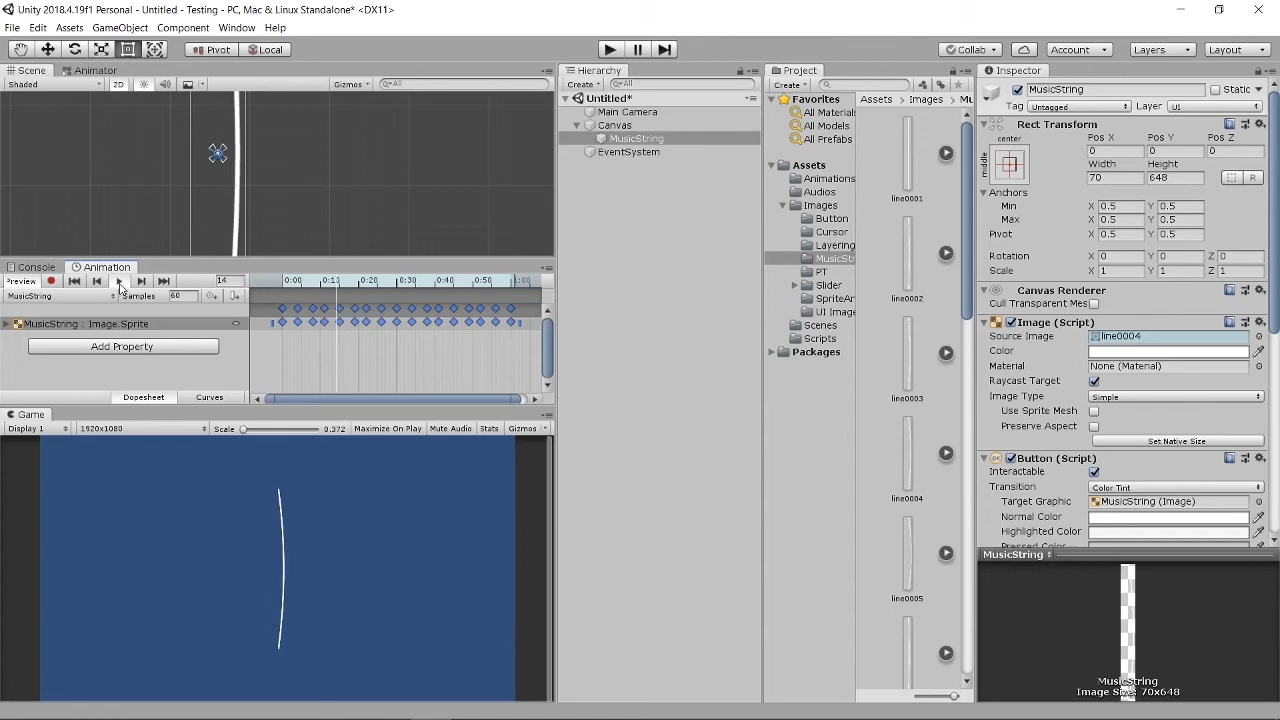 Unity 2018.4.19f1 Personal - Untitled - Testing - PC, Mac & Linux Standalone* <DX11>
File Edit Assets GameObject Component Window Help
Pivot Local Collab Account Layers Layout
Scene Animator
Shaded 2D Gizmos All
Console Animation
Preview 14 0:00 0:10 0:20 0:30 0:40 0:50 1:00
MusicString Samples 60
MusicString : Image.Sprite
Add Property
Dopesheet Curves
Game
Display 1 1920x1080 Scale 0.372 Maximize On Play Mute Audio Stats Gizmos
Hierarchy
Create All
Untitled*
Main Camera
Canvas
MusicString
EventSystem
Project
Create
Favorites
All Materials
All Models
All Prefabs
Assets
Animations
Audios
Images
Button
Cursor
Layering
MusicStr
PT
Slider
SpriteAn
UI Image
Scenes
Scripts
Packages
Assets Images Mu
line0001
line0002
line0003
line0004
line0005
Inspector
MusicString Static
Tag Untagged Layer UI
Rect Transform
center Pos X Pos Y Pos Z
middle 0 0 0
Width Height
70 648 R
Anchors
Min X 0.5 Y 0.5
Max X 0.5 Y 0.5
Pivot X 0.5 Y 0.5
Rotation X 0 Y 0 Z 0
Scale X 1 Y 1 Z 1
Canvas Renderer
Cull Transparent Mes
Image (Script)
Source Image line0004
Color
Material None (Material)
Raycast Target
Image Type Simple
Use Sprite Mesh
Preserve Aspect
Set Native Size
Button (Script)
OK
Interactable
Transition Color Tint
Target Graphic MusicString (Image)
Normal Color
Highlighted Color
Pressed Color
MusicString
MusicString
Image Size: 70x648